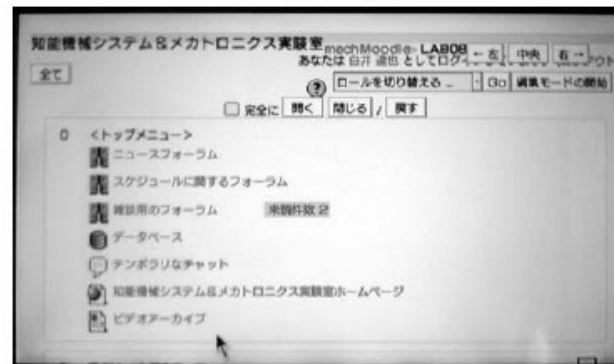 知能機械システム&メカトロニクス実験室
mechMoodle- LAB08 ← 左 中央 右 →
あなたは 白井 達也 としてログイ
全て
? ロールを切り替える ... Go 編集モードの開始
完全に 開く 閉じる / 戻す
0 <トップメニュー>
ニュースフォーラム
スケジュールに関するフォーラム
雑談用のフォーラム 未読件数 2
データベース
テンポラリなチャット
知能機械システム&メカトロニクス実験室ホームページ
ビデオアーカイブ